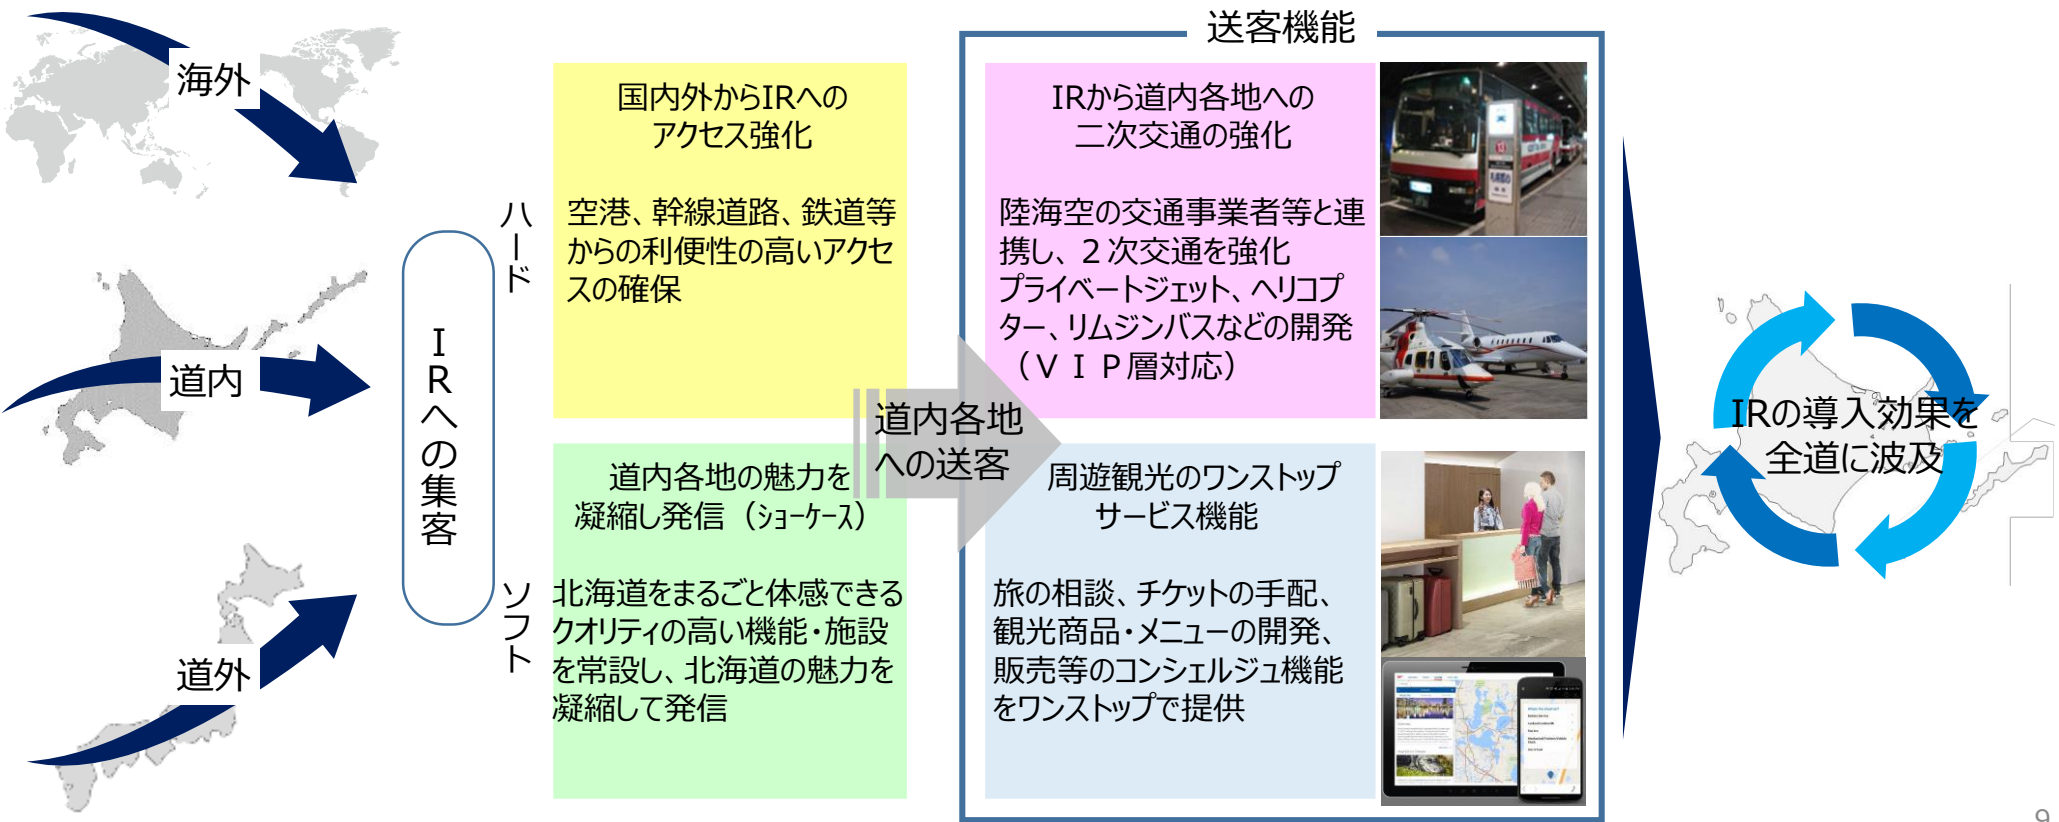 送客機能
海外
道内
道外
IRへの集客
ハード
ソフト
国内外からIRへの
アクセス強化
空港、幹線道路、鉄道等
からの利便性の高いアクセ
スの確保
道内各地の魅力を
凝縮し発信（ｼｮｰｹｰｽ）
北海道をまるごと体感できる
クオリティの高い機能・施設
を常設し、北海道の魅力を
凝縮して発信
道内各地
への送客
IRから道内各地への
二次交通の強化
陸海空の交通事業者等と連
携し、２次交通を強化
プライベートジェット、ヘリコプ
ター、リムジンバスなどの開発
（ＶＩＰ層対応）
周遊観光のワンストップ
サービス機能
旅の相談、チケットの手配、
観光商品・メニューの開発、
販売等のコンシェルジュ機能
をワンストップで提供
IRの導入効果を
全道に波及
9